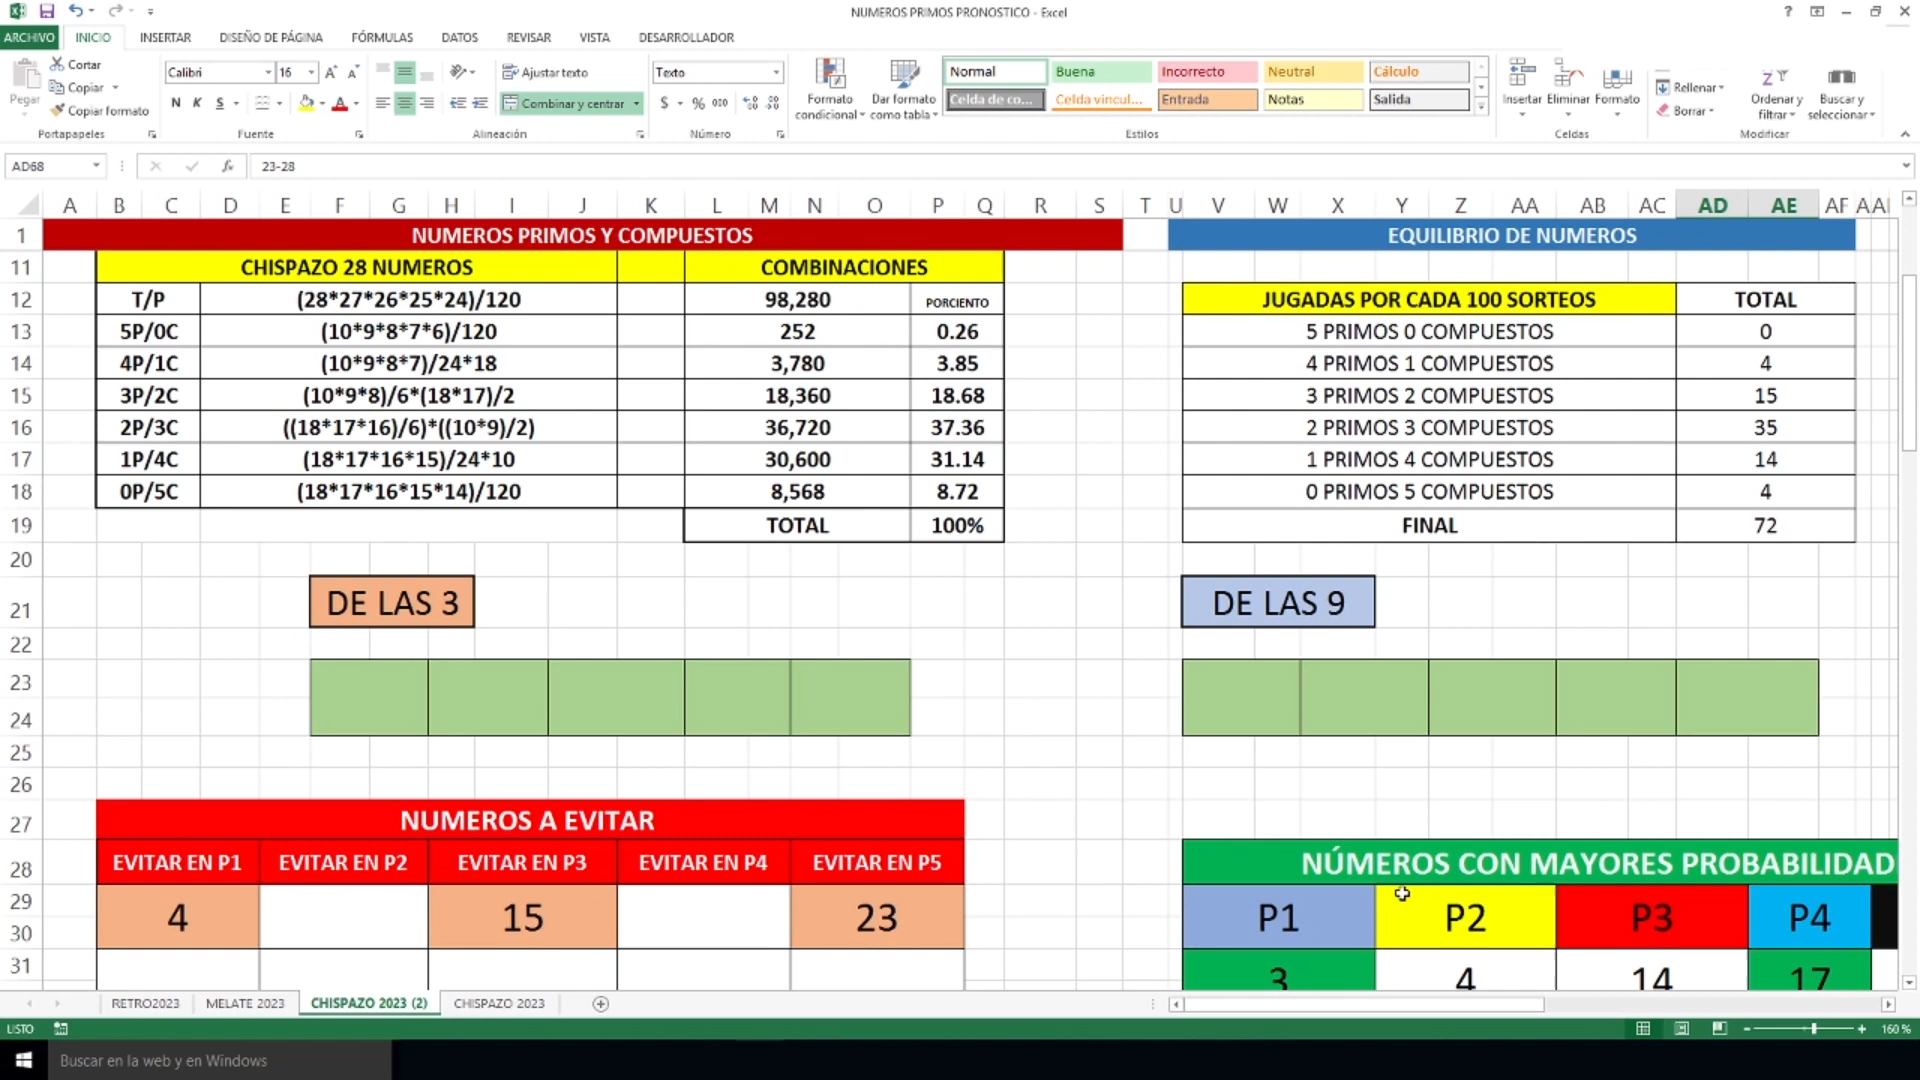 NUMEROS PRIMOS PRONOSTICO - Excel
ARCHIVO INICIO INSERTAR DISEÑO DE PÁGINA FÓRMULAS DATOS REVISAR VISTA DESARROLLADOR
Pegar
Cortar
Copiar
Copiar formato
Portapapeles
Calibri 16
N K S
Fuente
Ajustar texto
Combinar y centrar
Alineación
Texto
$ % 000
Número
Formato condicional
Dar formato como tabla
Normal Buena Incorrecto Neutral Cálculo
Celda de co... Celda vincul... Entrada Notas Salida
Estilos
Insertar Eliminar Formato
Celdas
Rellenar
Borrar
Ordenar y filtrar
Buscar y seleccionar
Modificar
AD68 fx 23-28
A B C D E F G H I J K L M N O P Q R S T U V W X Y Z AA AB AC AD AE AF
1 NUMEROS PRIMOS Y COMPUESTOS EQUILIBRIO DE NUMEROS
11 CHISPAZO 28 NUMEROS COMBINACIONES
12 T/P (28*27*26*25*24)/120 98,280 PORCIENTO JUGADAS POR CADA 100 SORTEOS TOTAL
13 5P/0C (10*9*8*7*6)/120 252 0.26 5 PRIMOS 0 COMPUESTOS 0
14 4P/1C (10*9*8*7)/24*18 3,780 3.85 4 PRIMOS 1 COMPUESTOS 4
15 3P/2C (10*9*8)/6*(18*17)/2 18,360 18.68 3 PRIMOS 2 COMPUESTOS 15
16 2P/3C ((18*17*16)/6)*((10*9)/2) 36,720 37.36 2 PRIMOS 3 COMPUESTOS 35
17 1P/4C (18*17*16*15)/24*10 30,600 31.14 1 PRIMOS 4 COMPUESTOS 14
18 0P/5C (18*17*16*15*14)/120 8,568 8.72 0 PRIMOS 5 COMPUESTOS 4
19 TOTAL 100% FINAL 72
20
21 DE LAS 3 DE LAS 9
22
23
24
25
26
27 NUMEROS A EVITAR
28 EVITAR EN P1 EVITAR EN P2 EVITAR EN P3 EVITAR EN P4 EVITAR EN P5 NÚMEROS CON MAYORES PROBABILIDAD
29 4 15 23 P1 P2 P3 P4
30
31 3 4 14 17
RETRO2023 MELATE 2023 CHISPAZO 2023 (2) CHISPAZO 2023
LISTO 160 %
Buscar en la web y en Windows